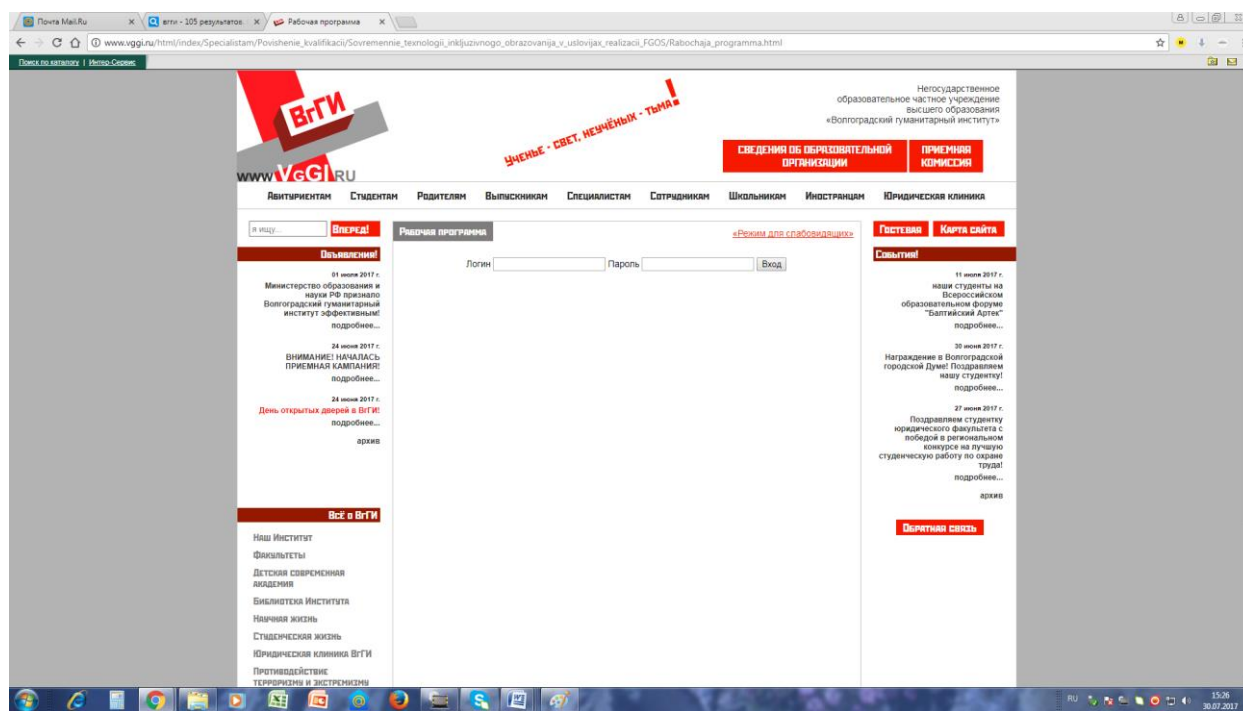 Почта Mail.Ru
вгги - 105 результатов
Рабочая программа
www.vggi.ru/html/index/Specialistam/Povishenie_kvalifikacii/Sovremennie_texnologii_inkljuzivnogo_obrazovanija_v_uslovijax_realizacii_FGOS/Rabochaja_programma.html
Поиск по каталогу | Интер-Сервис
ВгГИ
www.VgGI.RU
Ученье - свет, неучёных - тьма!
Негосударственное
образовательное частное учреждение
высшего образования
«Волгоградский гуманитарный институт»
Сведения об образовательной
организации
Приемная
комиссия
Абитуриентам Студентам Родителям Выпускникам Специалистам Сотрудникам Школьникам Иностранцам Юридическая клиника
я ищу...
Вперед!
Объявления!
01 июля 2017 г.
Министерство образования и
науки РФ признало
Волгоградский гуманитарный
институт эффективным!
подробнее...
24 июня 2017 г.
ВНИМАНИЕ! НАЧАЛАСЬ
ПРИЕМНАЯ КАМПАНИЯ!
подробнее...
24 июня 2017 г.
День открытых дверей в ВгГИ!
подробнее...
архив
Всё о ВгГИ
Наш Институт
Факультеты
Детская современная
академия
Библиотека Института
Научная жизнь
Студенческая жизнь
Юридическая клиника ВгГИ
Противодействие
терроризму и экстремизму
Рабочая программа
«Режим для слабовидящих»
Логин Пароль Вход
Гостевая
Карта сайта
События!
11 июля 2017 г.
наши студенты на
Всероссийском
образовательном форуме
"Балтийский Артек"
подробнее...
30 июня 2017 г.
Награждение в Волгоградской
городской Думе! Поздравляем
нашу студентку!
подробнее...
27 июня 2017 г.
Поздравляем студентку
юридического факультета с
победой в региональном
конкурсе на лучшую
студенческую работу по охране
труда!
подробнее...
архив
Обратная связь
RU
15:26
30.07.2017